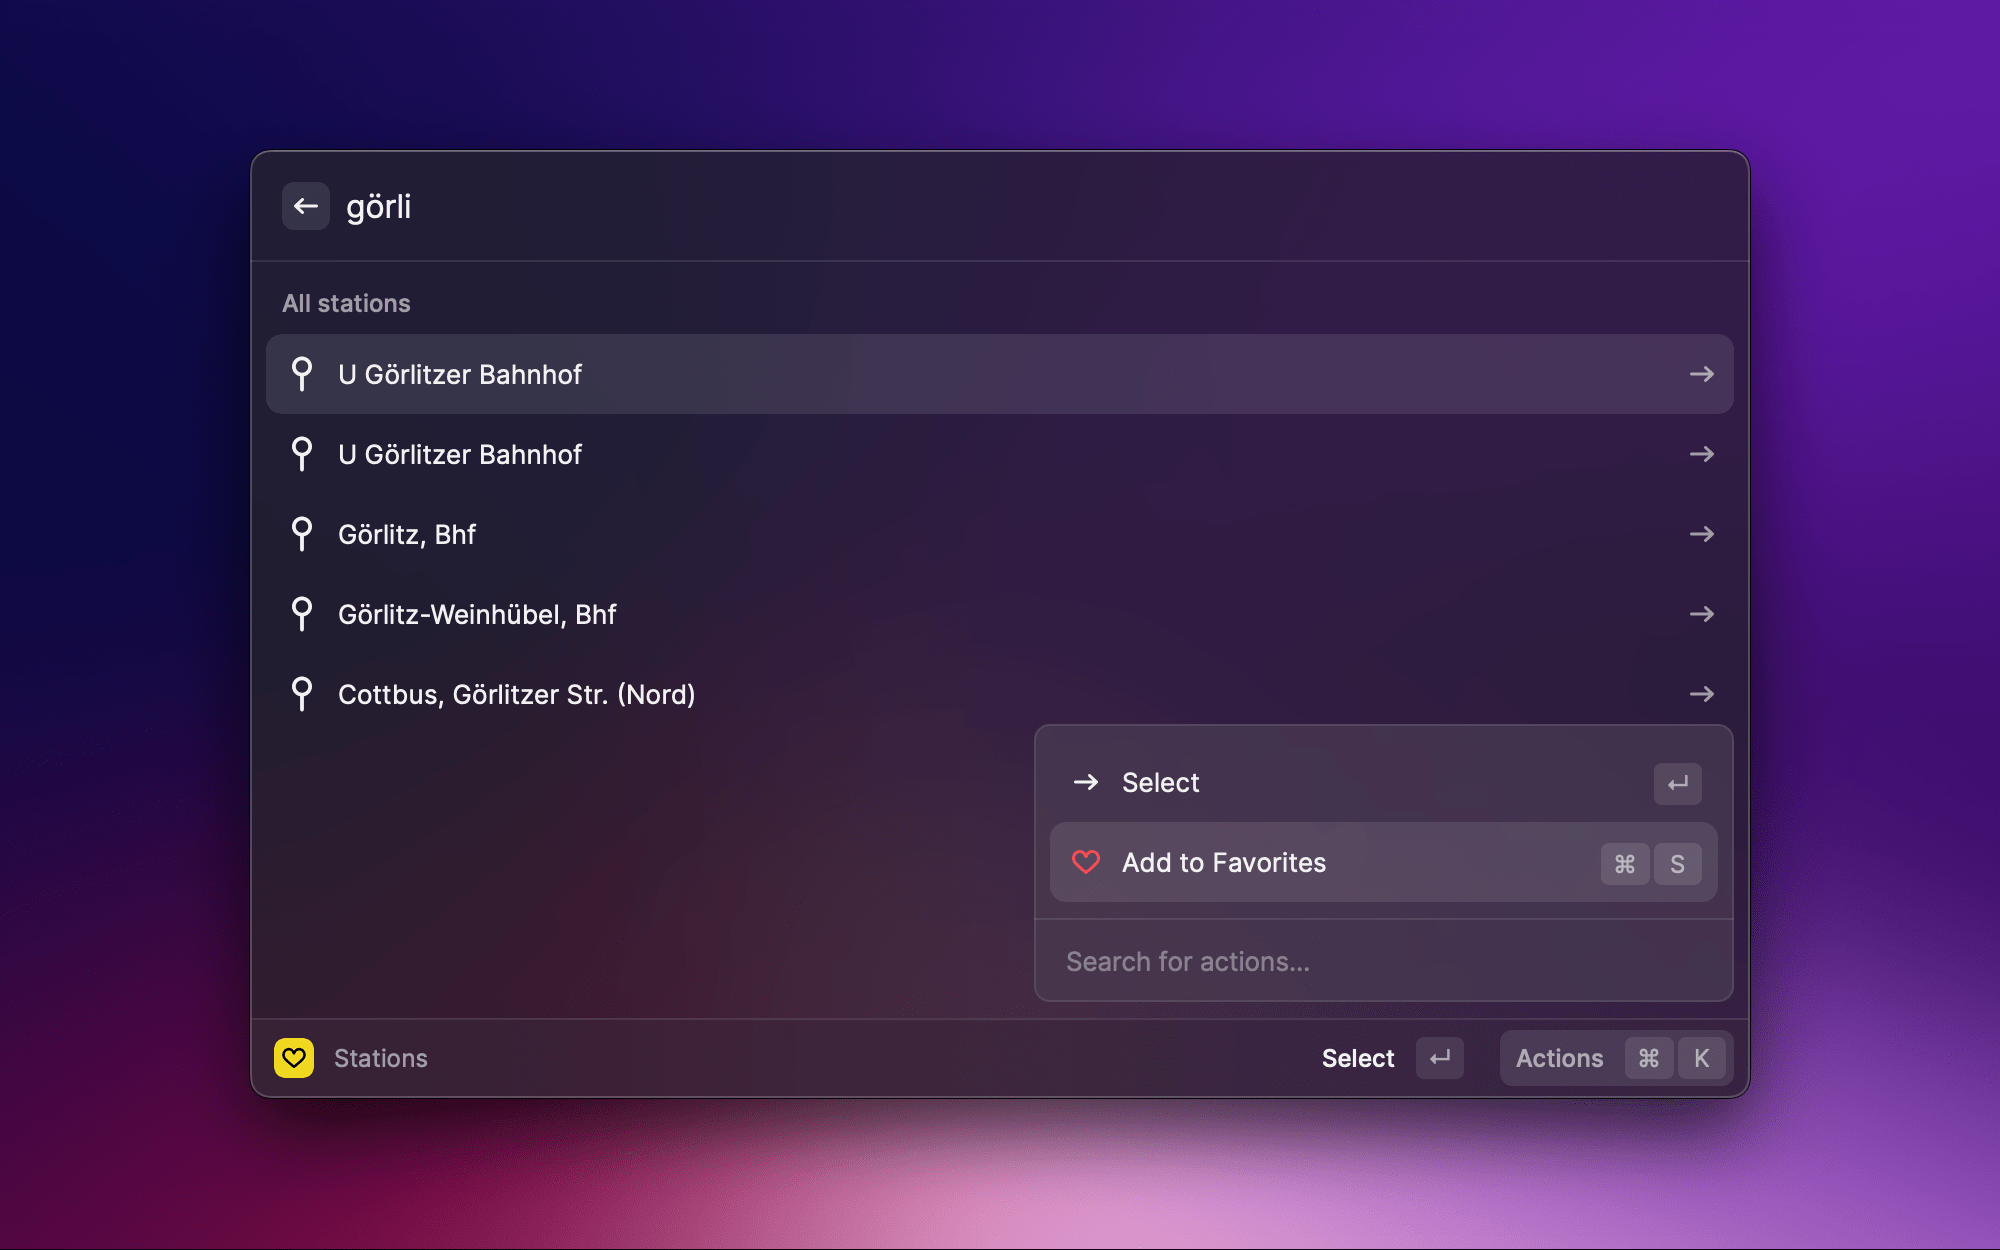 görli
All stations
U Görlitzer Bahnhof
U Görlitzer Bahnhof
Görlitz, Bhf
Görlitz-Weinhübel, Bhf
Cottbus, Görlitzer Str. (Nord)
Select ↵
Add to Favorites ⌘ S
Search for actions...
Stations
Select ↵ Actions ⌘ K